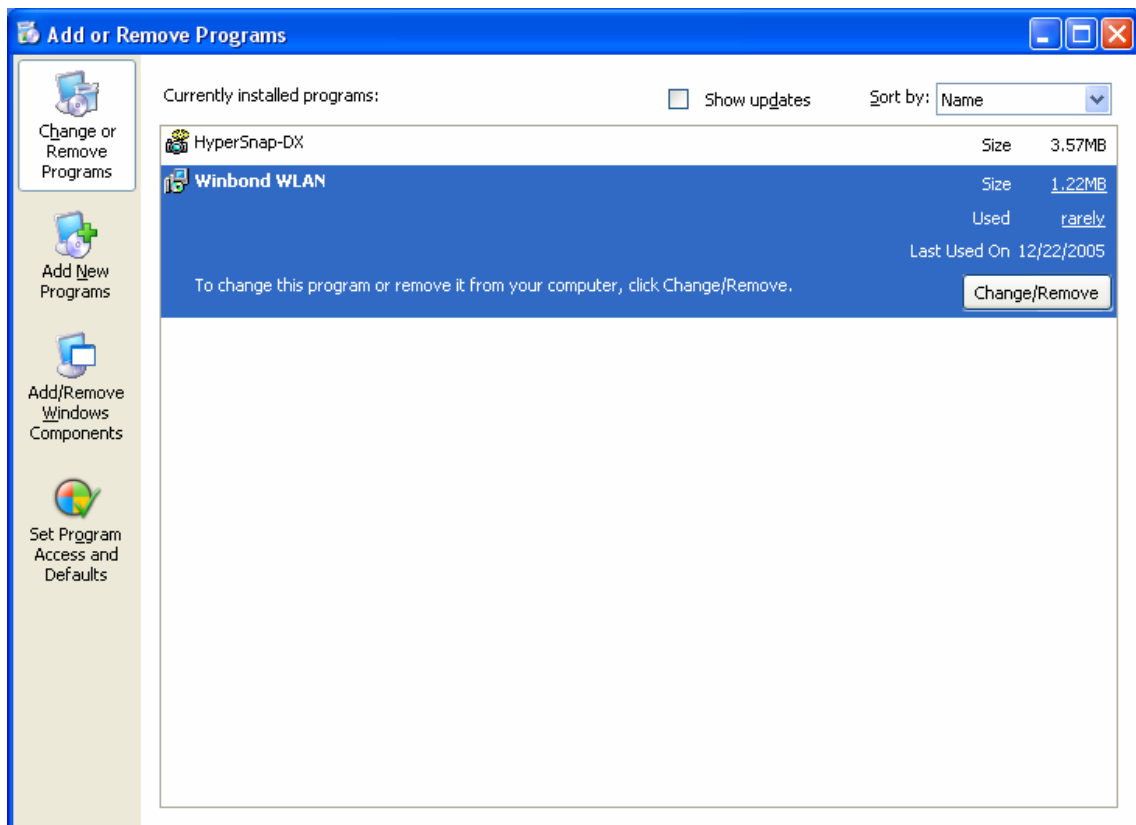 Add or Remove Programs
Change or
Remove
Programs
Add New
Programs
Add/Remove
Windows
Components
Set Program
Access and
Defaults
Currently installed programs:
Show updates
Sort by: Name
HyperSnap-DX Size 3.57MB
Winbond WLAN Size 1.22MB
Used rarely
Last Used On 12/22/2005
To change this program or remove it from your computer, click Change/Remove. Change/Remove